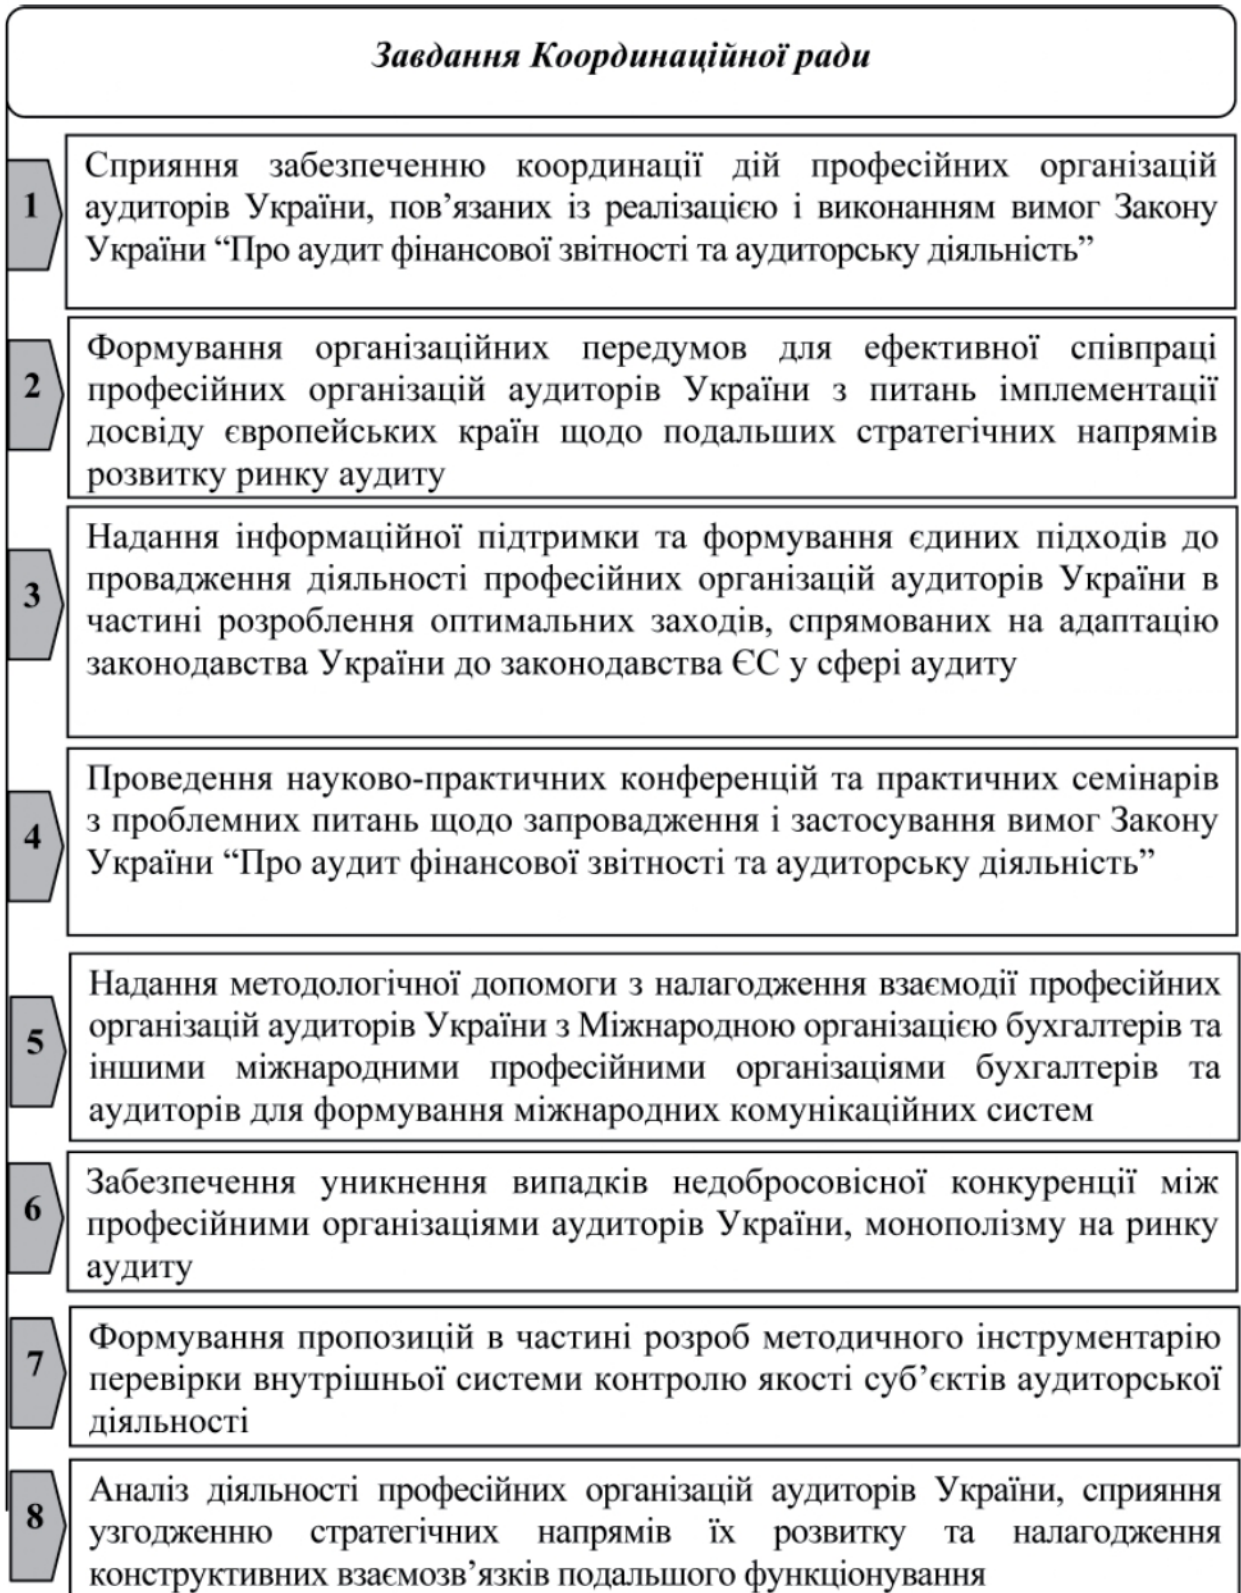 Завдання Координаційної ради
1
Сприяння забезпеченню координації дій професійних організацій
аудиторів України, пов’язаних із реалізацією і виконанням вимог Закону
України “Про аудит фінансової звітності та аудиторську діяльність”
2
Формування організаційних передумов для ефективної співпраці
професійних організацій аудиторів України з питань імплементації
досвіду європейських країн щодо подальших стратегічних напрямів
розвитку ринку аудиту
3
Надання інформаційної підтримки та формування єдиних підходів до
провадження діяльності професійних організацій аудиторів України в
частині розроблення оптимальних заходів, спрямованих на адаптацію
законодавства України до законодавства ЄС у сфері аудиту
4
Проведення науково-практичних конференцій та практичних семінарів
з проблемних питань щодо запровадження і застосування вимог Закону
України “Про аудит фінансової звітності та аудиторську діяльність”
5
Надання методологічної допомоги з налагодження взаємодії професійних
організацій аудиторів України з Міжнародною організацією бухгалтерів та
іншими міжнародними професійними організаціями бухгалтерів та
аудиторів для формування міжнародних комунікаційних систем
6
Забезпечення уникнення випадків недобросовісної конкуренції між
професійними організаціями аудиторів України, монополізму на ринку
аудиту
7
Формування пропозицій в частині розроб методичного інструментарію
перевірки внутрішньої системи контролю якості суб’єктів аудиторської
діяльності
8
Аналіз діяльності професійних організацій аудиторів України, сприяння
узгодженню стратегічних напрямів їх розвитку та налагодження
конструктивних взаємозв’язків подальшого функціонування